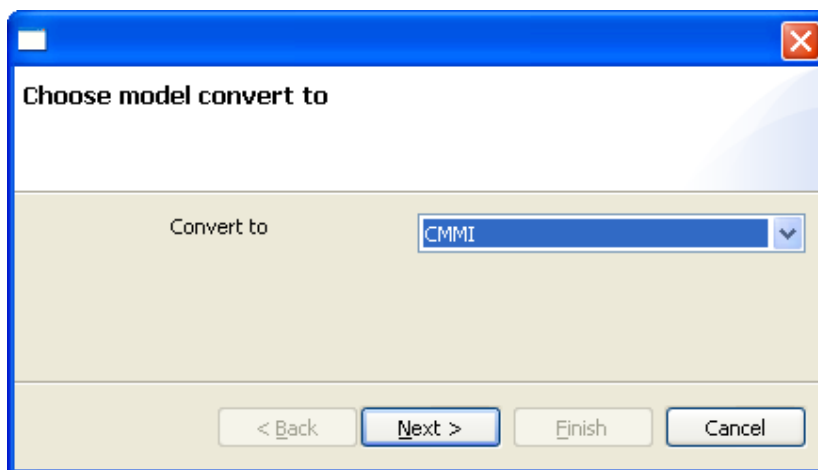 Choose model convert to
Convert to CMMI
< Back Next > Finish Cancel